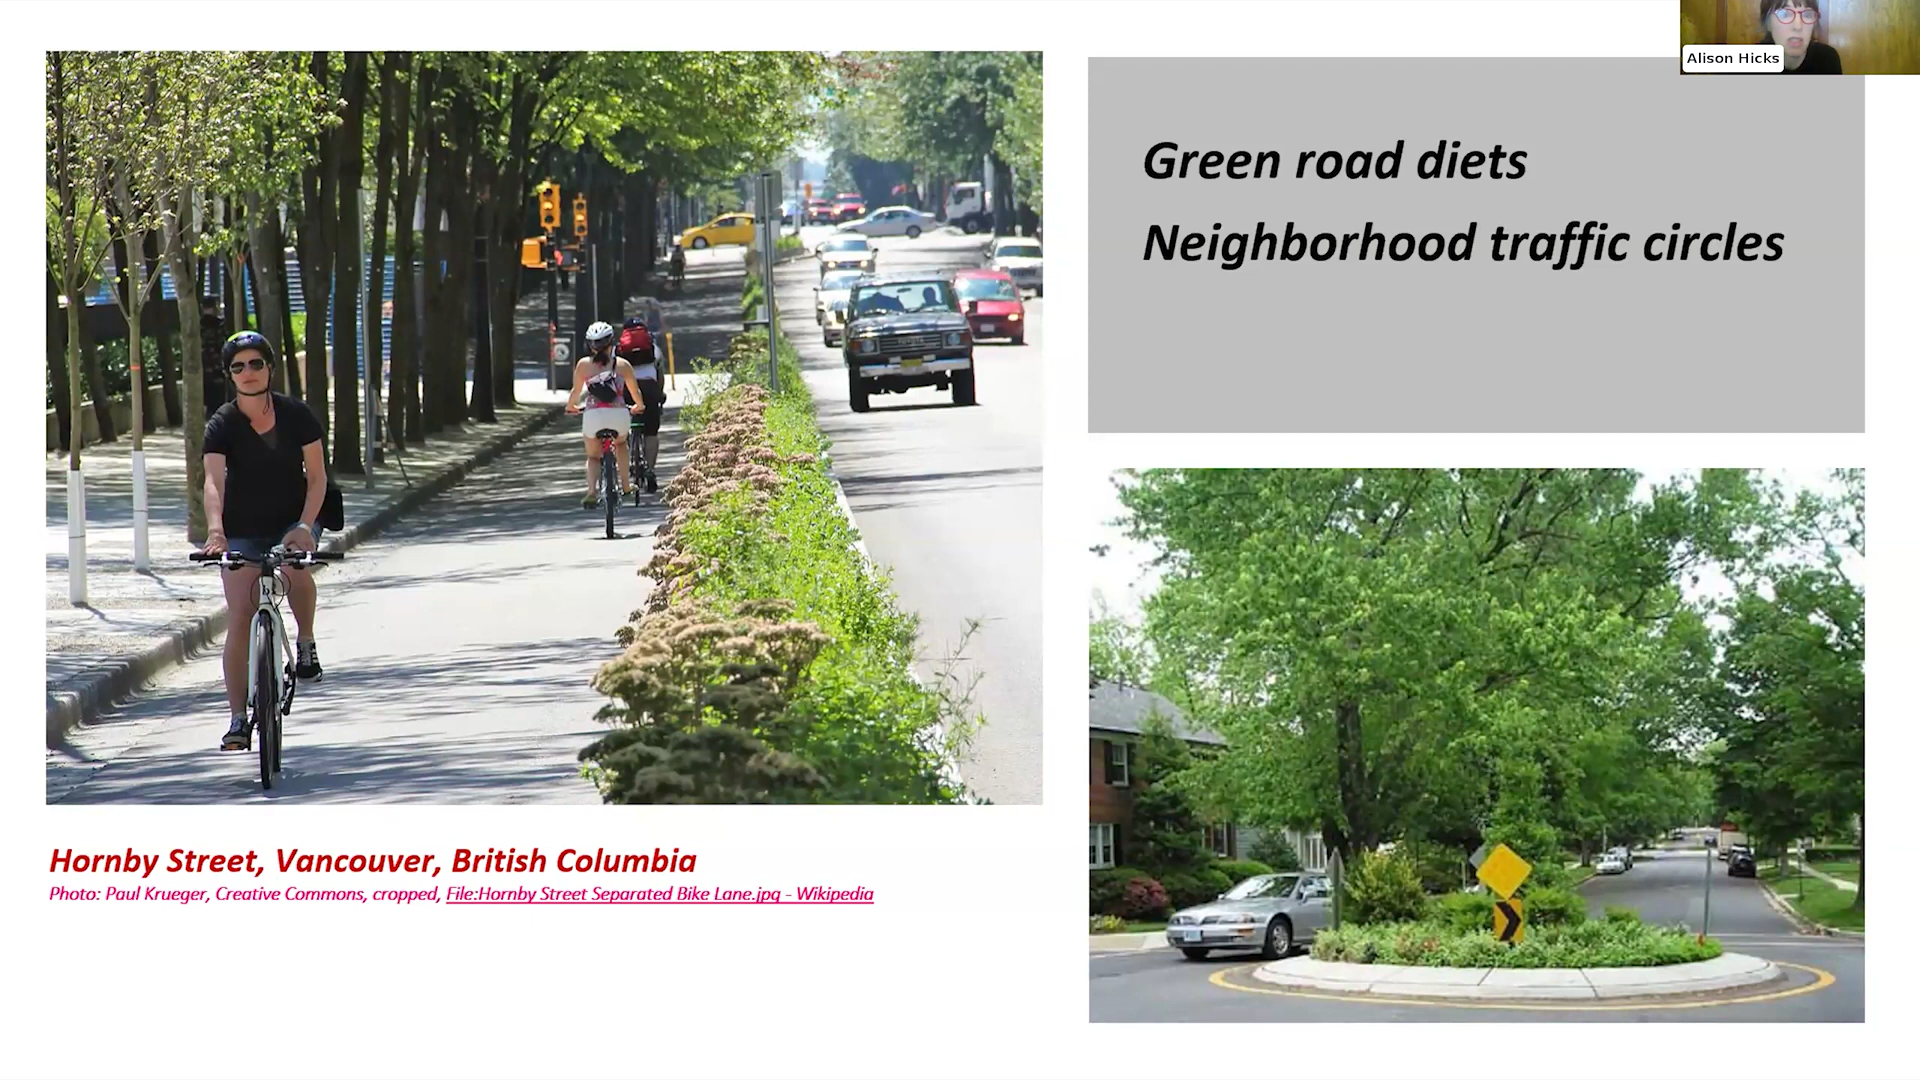 Alison Hicks
Green road diets
Neighborhood traffic circles
Hornby Street, Vancouver, British Columbia
Photo: Paul Krueger, Creative Commons, cropped, File:Hornby Street Separated Bike Lane.jpg - Wikipedia